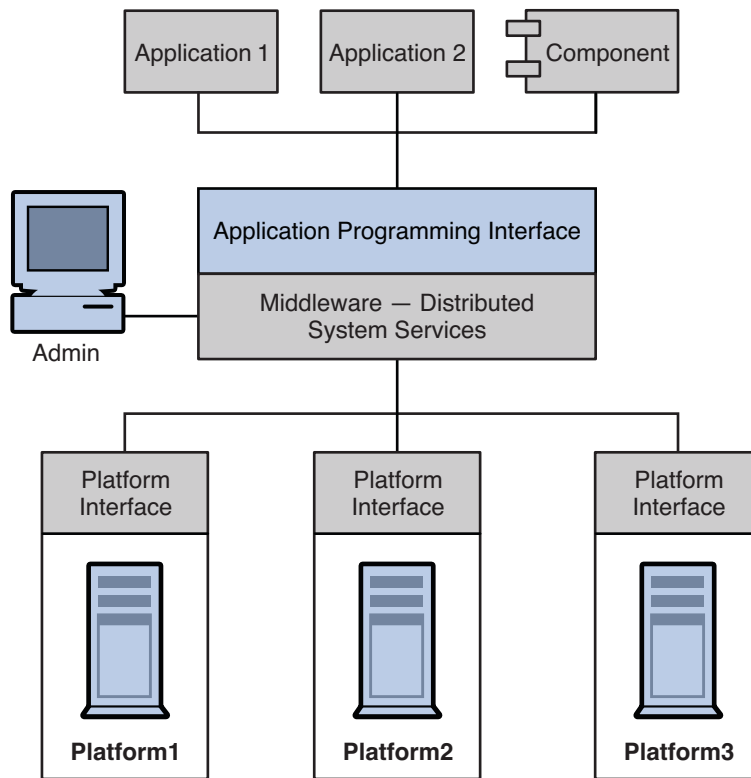 Application 1
Application 2
Component
Application Programming Interface
Middleware — Distributed
System Services
Admin
Platform
Interface
Platform
Interface
Platform
Interface
Platform1
Platform2
Platform3